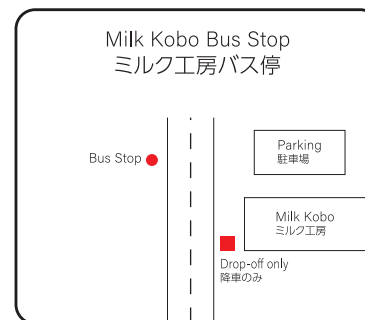 Milk Kobo Bus Stop
ミルク工房バス停
Bus Stop
Parking
駐車場
Milk Kobo
ミルク工房
Drop-off only
降車のみ